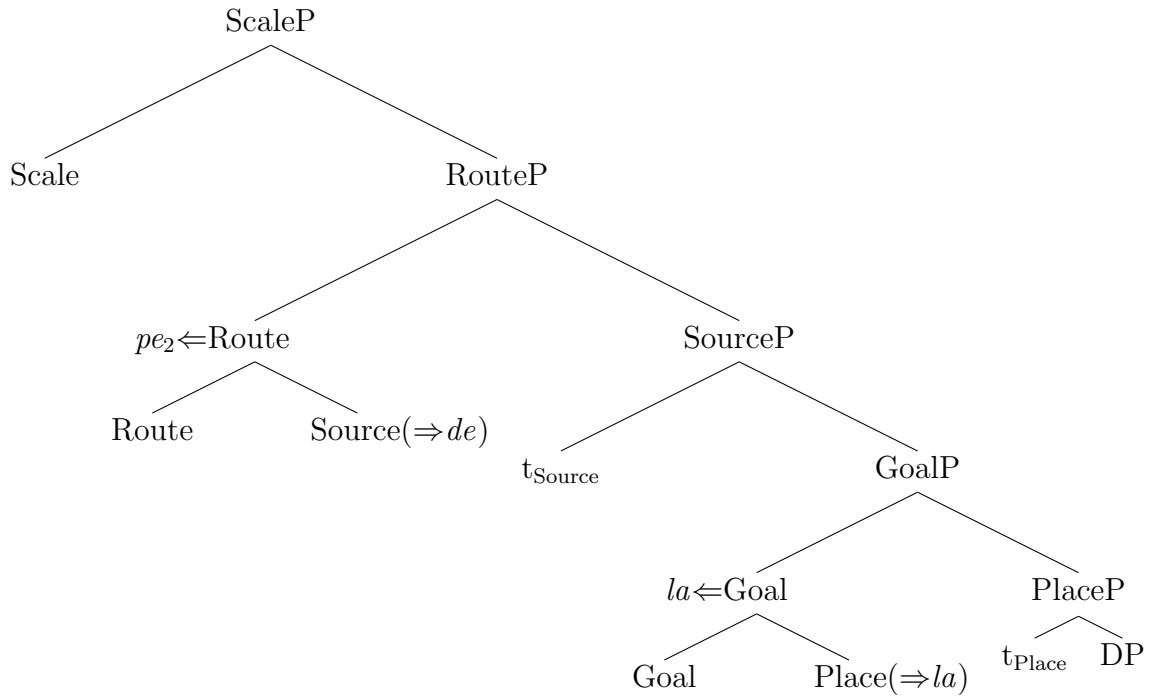 ScaleP
Scale RouteP
pe₂⇐Route SourceP
Route Source(⇒de)
t_Source GoalP
la⇐Goal PlaceP
Goal Place(⇒la) t_Place DP